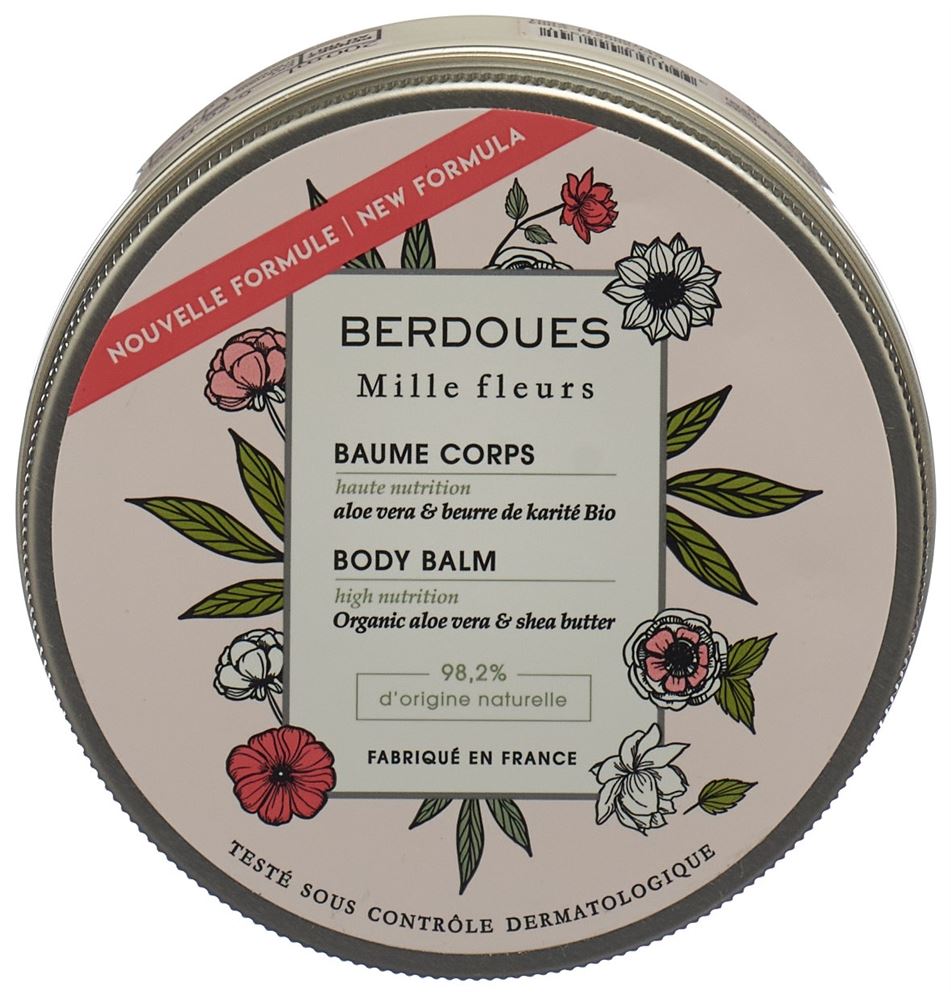 NOUVELLE FORMULE | NEW FORMULA
BERDOUES
Mille fleurs
BAUME CORPS
haute nutrition
aloe vera & beurre de karité Bio
BODY BALM
high nutrition
Organic aloe vera & shea butter
98,2%
d'origine naturelle
FABRIQUÉ EN FRANCE
TESTÉ SOUS CONTRÔLE DERMATOLOGIQUE